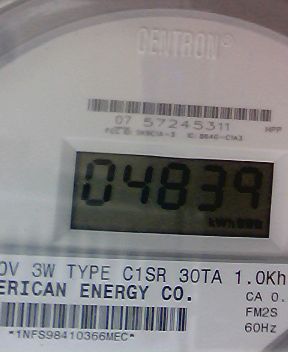 CENTRON®
07 57245311
HPP
04839
kWh
0V 3W TYPE C1SR 30TA 1.0Kh
ERICAN ENERGY CO.
CA 0.
FM2S
*1NFS98410366MEC*
60Hz